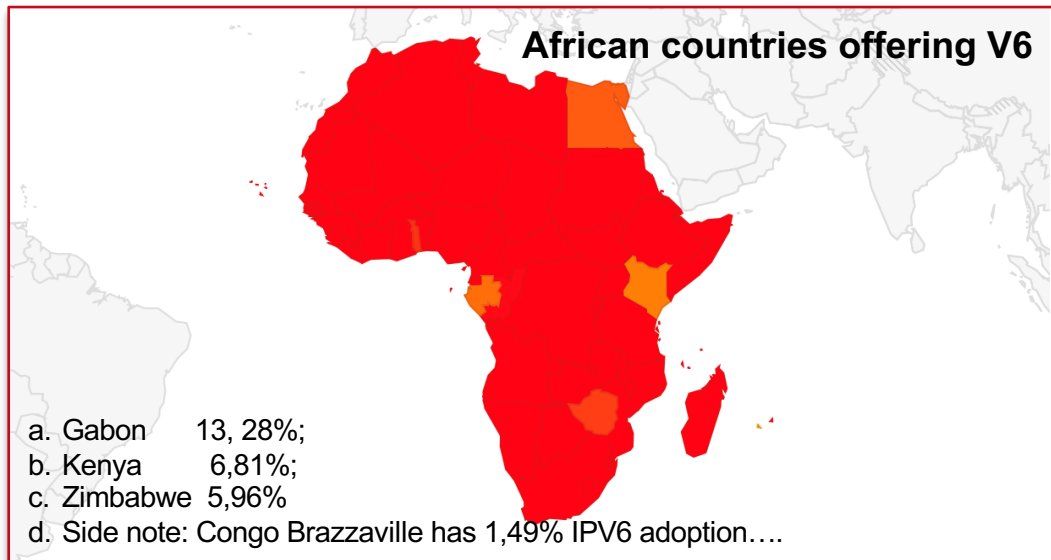 African countries offering V6
a. Gabon 13, 28%;
b. Kenya 6,81%;
c. Zimbabwe 5,96%
d. Side note: Congo Brazzaville has 1,49% IPV6 adoption….